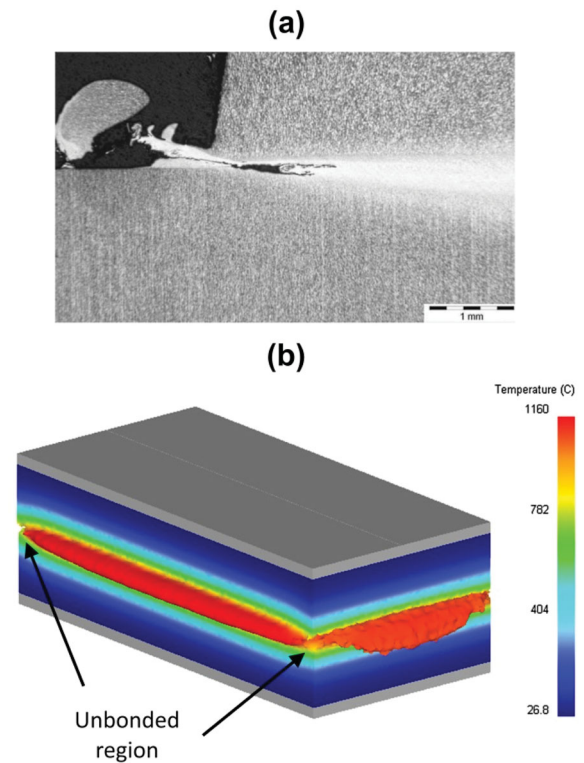 (a)
1 mm
(b)
Temperature (C)
1160
782
404
26.8
Unbonded
region